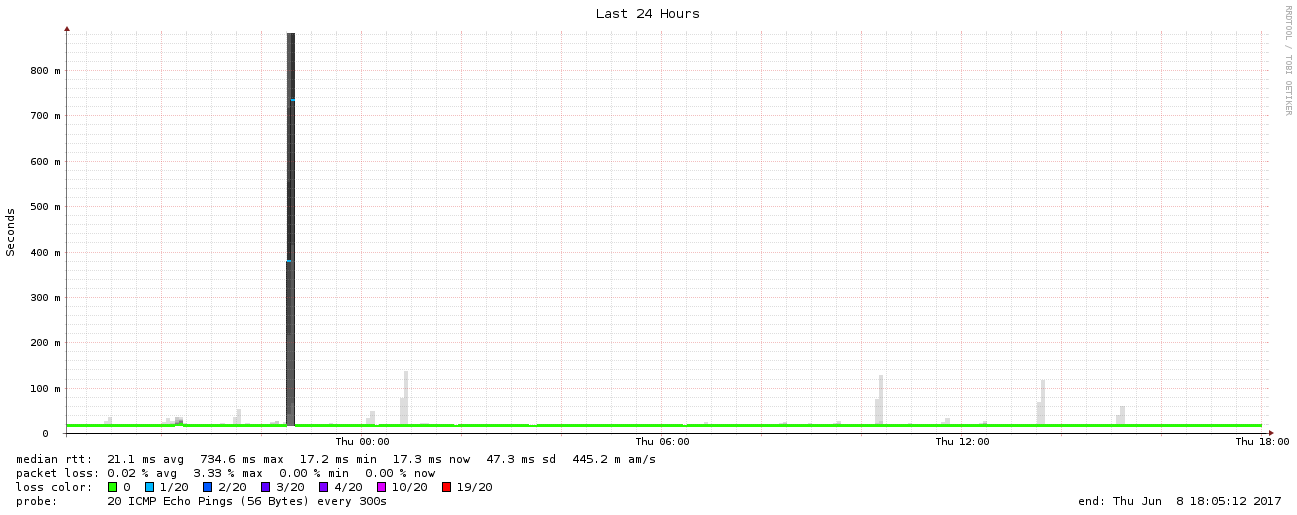 Last 24 Hours
RRDTOOL / TOBI OETIKER
Seconds
800 m
700 m
600 m
500 m
400 m
300 m
200 m
100 m
0
Thu 00:00 Thu 06:00 Thu 12:00 Thu 18:00
median rtt: 21.1 ms avg 734.6 ms max 17.2 ms min 17.3 ms now 47.3 ms sd 445.2 m am/s
packet loss: 0.02 % avg 3.33 % max 0.00 % min 0.00 % now
loss color: 0 1/20 2/20 3/20 4/20 10/20 19/20
probe: 20 ICMP Echo Pings (56 Bytes) every 300s end: Thu Jun 8 18:05:12 2017